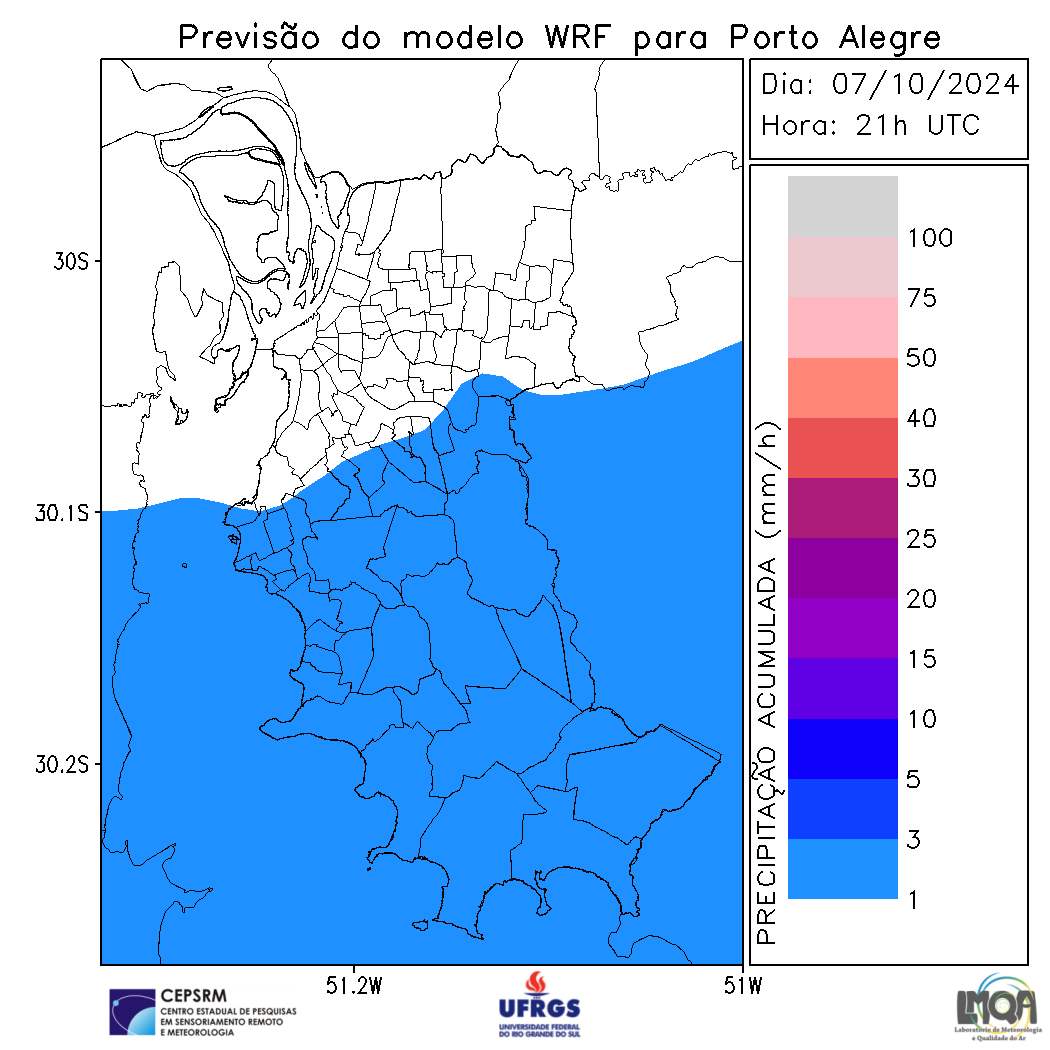 Previsão do modelo WRF para Porto Alegre
Dia: 07/10/2024
Hora: 21h UTC
PRECIPITAÇÃO ACUMULADA (mm/h)
100
75
50
40
30
25
20
15
10
5
3
1
30S
30.1S
30.2S
51.2W
51W
CEPSRM
CENTRO ESTADUAL DE PESQUISAS
EM SENSORIAMENTO REMOTO
E METEOROLOGIA
UFRGS
UNIVERSIDADE FEDERAL
DO RIO GRANDE DO SUL
LMQA
Laboratório de Meteorologia
e Qualidade do Ar